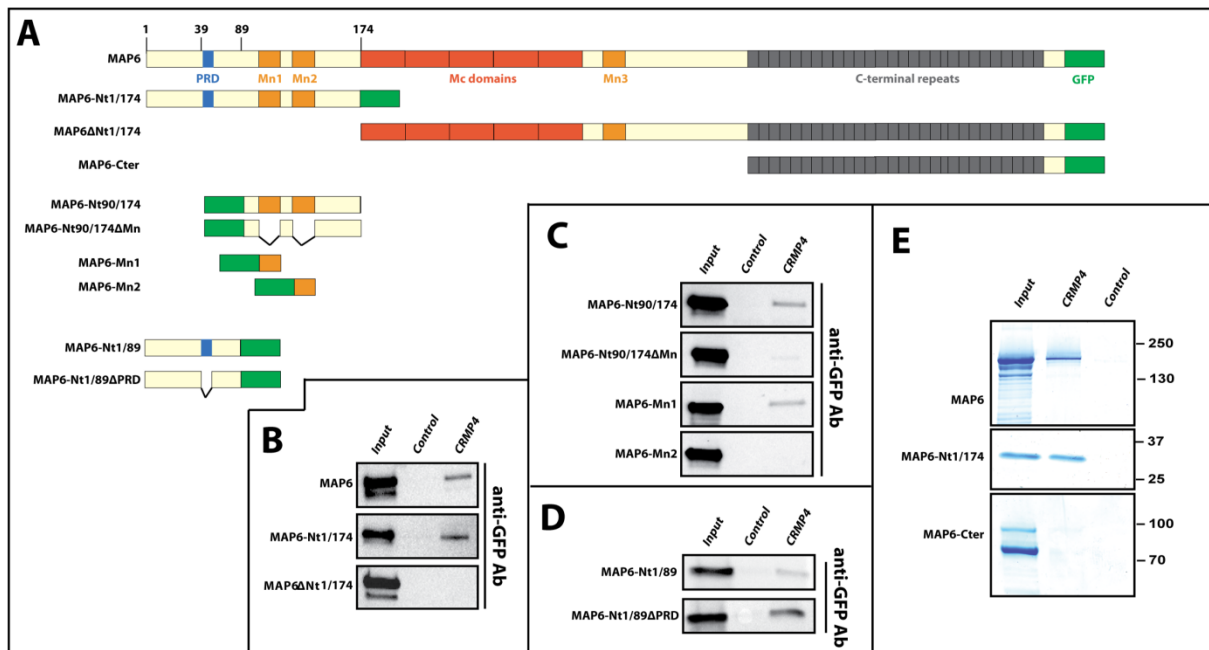 A
1 39 89 174
MAP6
PRD Mn1 Mn2 Mc domains Mn3 C-terminal repeats GFP
MAP6-Nt1/174
MAP6ΔNt1/174
MAP6-Cter
MAP6-Nt90/174
MAP6-Nt90/174ΔMn
MAP6-Mn1
MAP6-Mn2
MAP6-Nt1/89
MAP6-Nt1/89ΔPRD
B
Input Control CRMP4
MAP6
MAP6-Nt1/174
MAP6ΔNt1/174
anti-GFP Ab
C
Input Control CRMP4
MAP6-Nt90/174
MAP6-Nt90/174ΔMn
MAP6-Mn1
MAP6-Mn2
anti-GFP Ab
D
Input Control CRMP4
MAP6-Nt1/89
MAP6-Nt1/89ΔPRD
anti-GFP Ab
E
Input CRMP4 Control
250
130
MAP6
37
MAP6-Nt1/174
25
100
MAP6-Cter
70